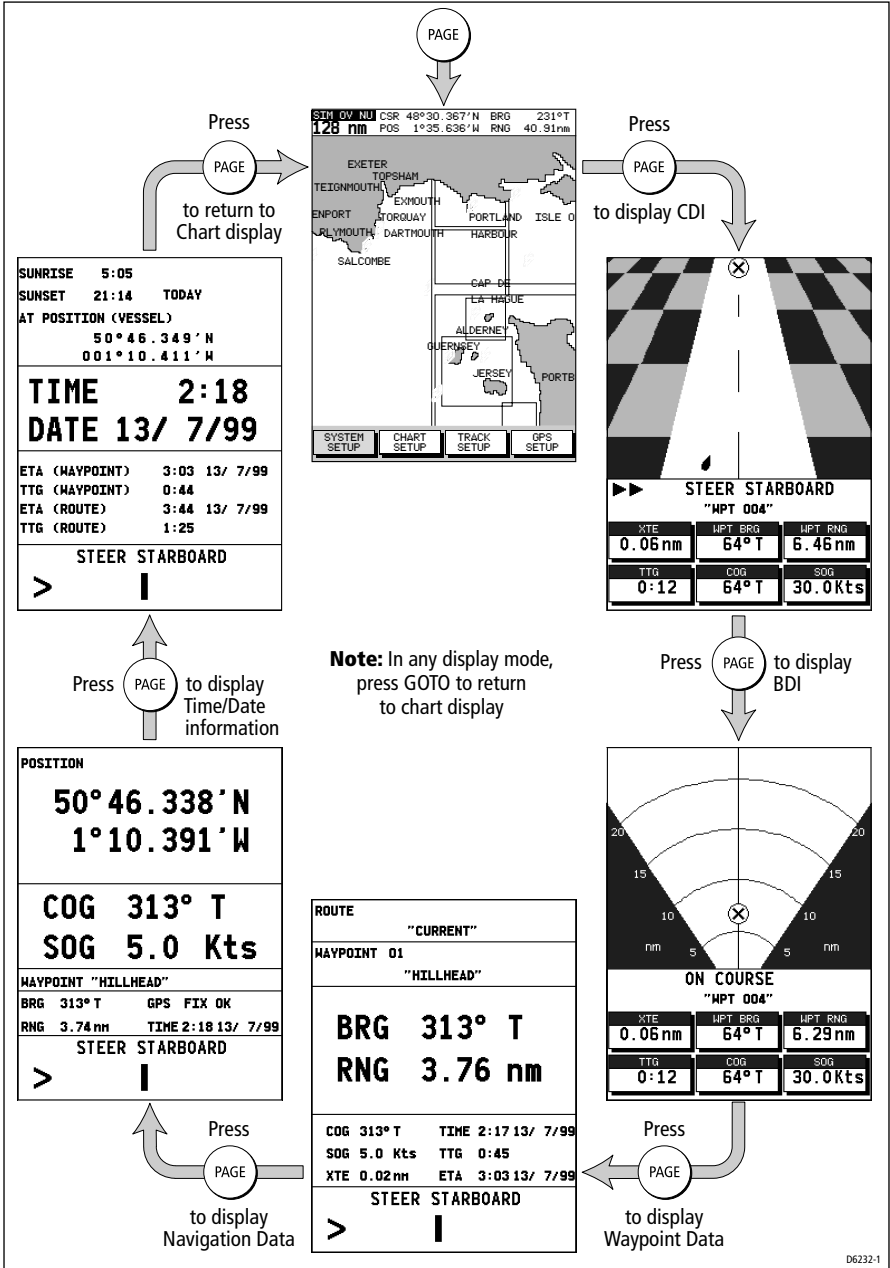 PAGE
Press
PAGE
to return to
Chart display
SIM OV NU CSR 48°30.367'N BRG 231°T
128 nm POS 1°35.636'W RNG 40.91nm
EXETER
TOPSHAM
TEIGNMOUTH
EXMOUTH
ENPORT TORQUAY PORTLAND ISLE O
PLYMOUTH DARTMOUTH HARBOUR
SALCOMBE
CAP DE
LA HAGUE
ALDERNEY
GUERNSEY
JERSEY PORTB
SYSTEM SETUP CHART SETUP TRACK SETUP GPS SETUP
Press
PAGE
to display CDI
STEER STARBOARD
"WPT 004"
XTE WPT BRG WPT RNG
0.06nm 64°T 6.46nm
TTG COG SOG
0:12 64°T 30.0Kts
Press PAGE to display
BDI
20 20
15 15
10 10
nm 5 5 nm
ON COURSE
"WPT 004"
XTE WPT BRG WPT RNG
0.06nm 64°T 6.29nm
TTG COG SOG
0:12 64°T 30.0Kts
Press
PAGE
to display
Waypoint Data
ROUTE
"CURRENT"
WAYPOINT 01
"HILLHEAD"
BRG 313° T
RNG 3.76 nm
COG 313° T TIME 2:17 13/ 7/99
SOG 5.0 Kts TTG 0:45
XTE 0.02nm ETA 3:03 13/ 7/99
STEER STARBOARD
>
Press
PAGE
to display
Navigation Data
POSITION
50°46.338'N
1°10.391'W
COG 313° T
SOG 5.0 Kts
WAYPOINT "HILLHEAD"
BRG 313° T GPS FIX OK
RNG 3.74nm TIME 2:18 13/ 7/99
STEER STARBOARD
>
Press PAGE to display
Time/Date
information
SUNRISE 5:05
SUNSET 21:14 TODAY
AT POSITION (VESSEL)
50°46.349'N
001°10.411'W
TIME 2:18
DATE 13/ 7/99
ETA (WAYPOINT) 3:03 13/ 7/99
TTG (WAYPOINT) 0:44
ETA (ROUTE) 3:44 13/ 7/99
TTG (ROUTE) 1:25
STEER STARBOARD
>
Note: In any display mode,
press GOTO to return
to chart display
D6232-1